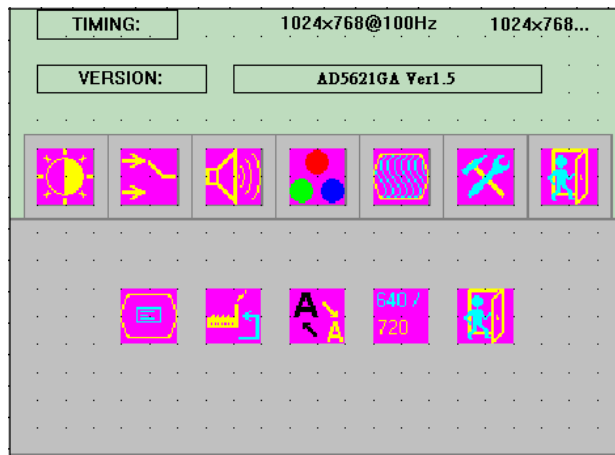 TIMING: 1024x768@100Hz 1024x768...
VERSION: AD5621GA Ver1.5
A
A
640 /
720